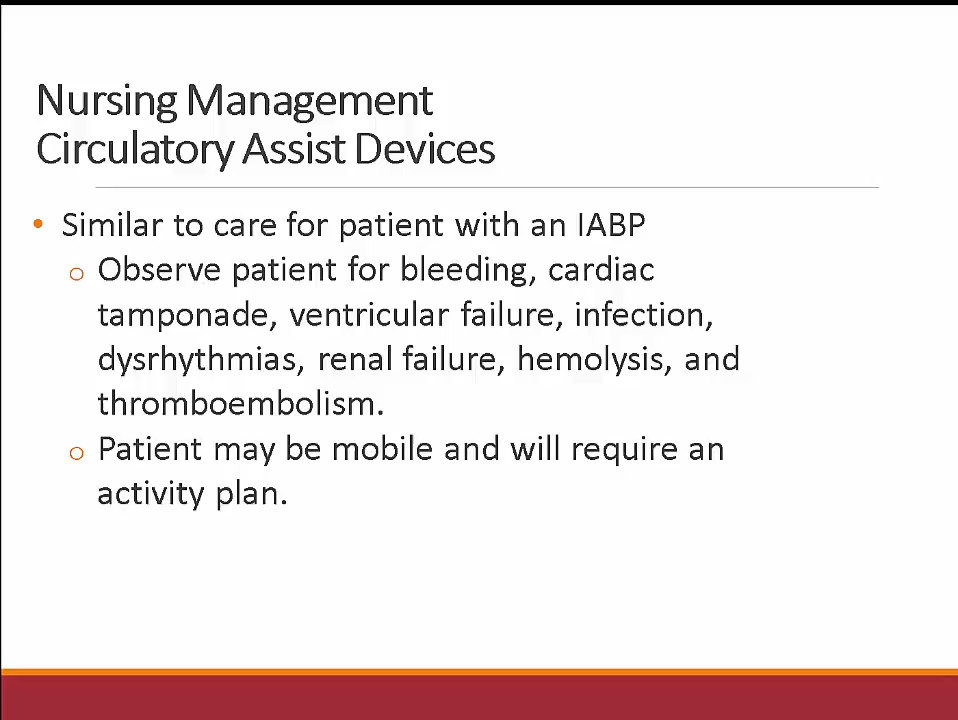 Nursing Management
Circulatory Assist Devices
• Similar to care for patient with an IABP
o Observe patient for bleeding, cardiac
tamponade, ventricular failure, infection,
dysrhythmias, renal failure, hemolysis, and
thromboembolism.
o Patient may be mobile and will require an
activity plan.